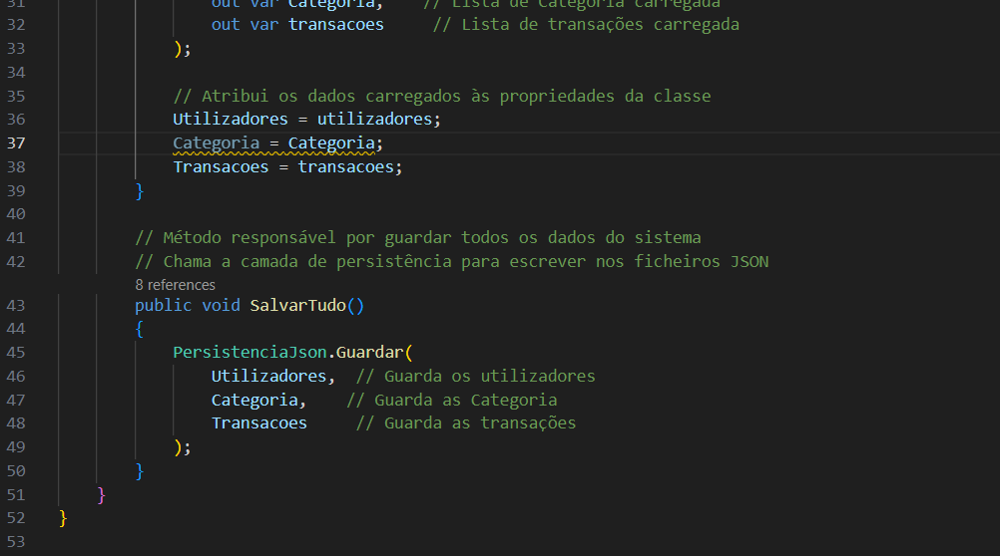 31 out var Categoria, // Lista de Categoria carregada
32 out var transacoes // Lista de transações carregada
33 );
34
35 // Atribui os dados carregados às propriedades da classe
36 Utilizadores = utilizadores;
37 Categoria = Categoria;
38 Transacoes = transacoes;
39 }
40
41 // Método responsável por guardar todos os dados do sistema
42 // Chama a camada de persistência para escrever nos ficheiros JSON
8 references
43 public void SalvarTudo()
44 {
45 PersistenciaJson.Guardar(
46 Utilizadores, // Guarda os utilizadores
47 Categoria, // Guarda as Categoria
48 Transacoes // Guarda as transações
49 );
50 }
51 }
52 }
53